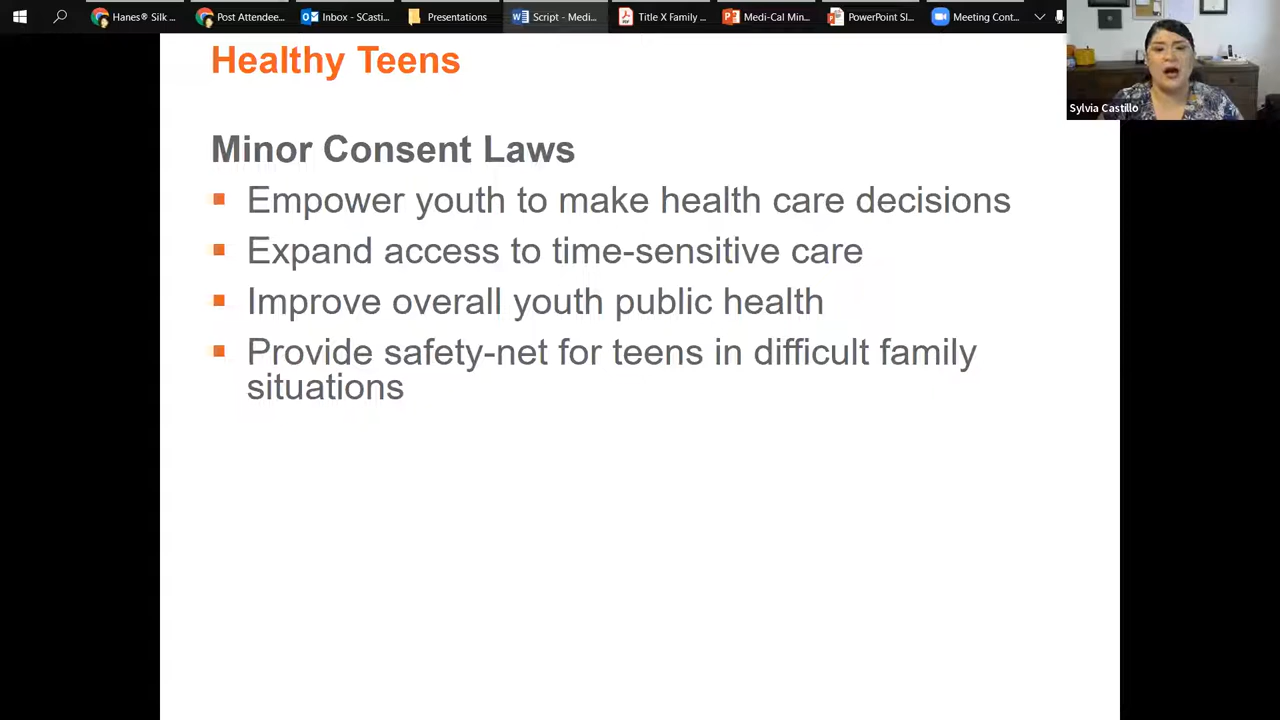 Hanes® Silk ...
Post Attendee...
Inbox - SCasti...
Presentations
Script - Medi...
Title X Family ...
Medi-Cal Min...
PowerPoint Sl...
Meeting Cont...
Sylvia Castillo
Healthy Teens
Minor Consent Laws
Empower youth to make health care decisions
Expand access to time-sensitive care
Improve overall youth public health
Provide safety-net for teens in difficult family
situations